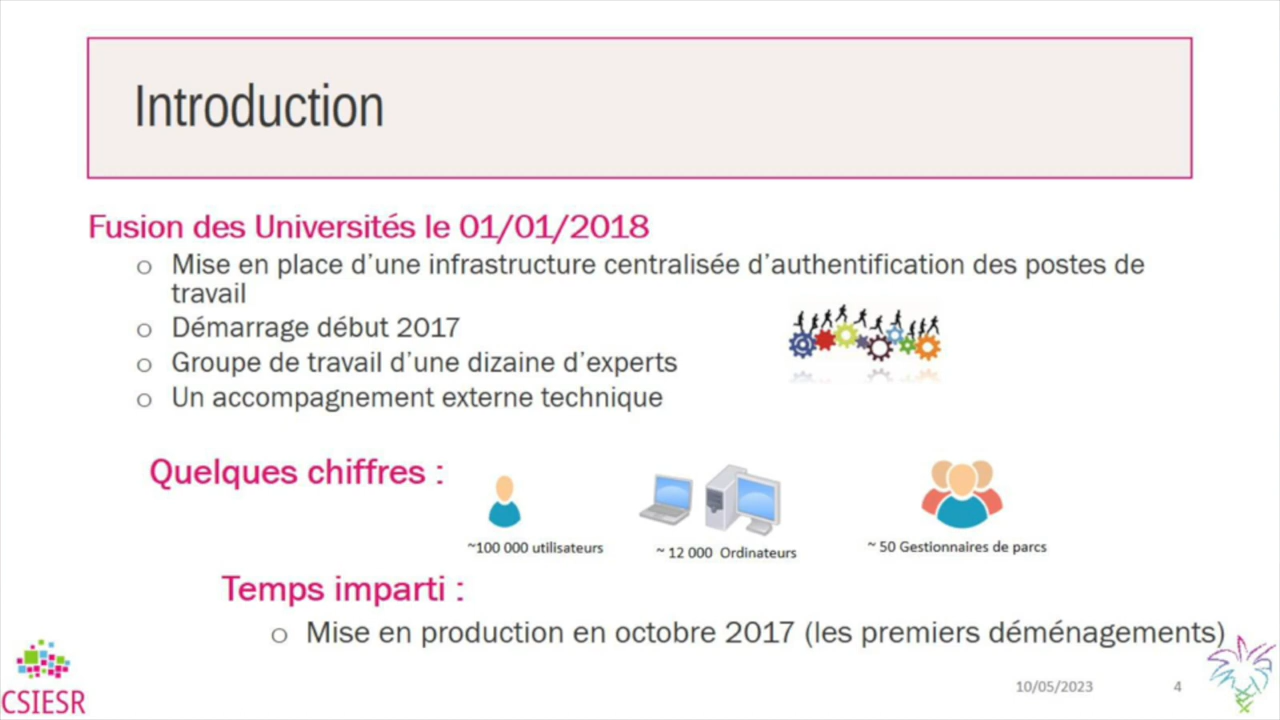 Introduction
Fusion des Universités le 01/01/2018
o Mise en place d'une infrastructure centralisée d'authentification des postes de
travail
o Démarrage début 2017
o Groupe de travail d'une dizaine d'experts
o Un accompagnement externe technique
Quelques chiffres :
~100 000 utilisateurs
~ 12 000 Ordinateurs
~ 50 Gestionnaires de parcs
Temps imparti :
o Mise en production en octobre 2017 (les premiers déménagements)
CSIESR
10/05/2023
4